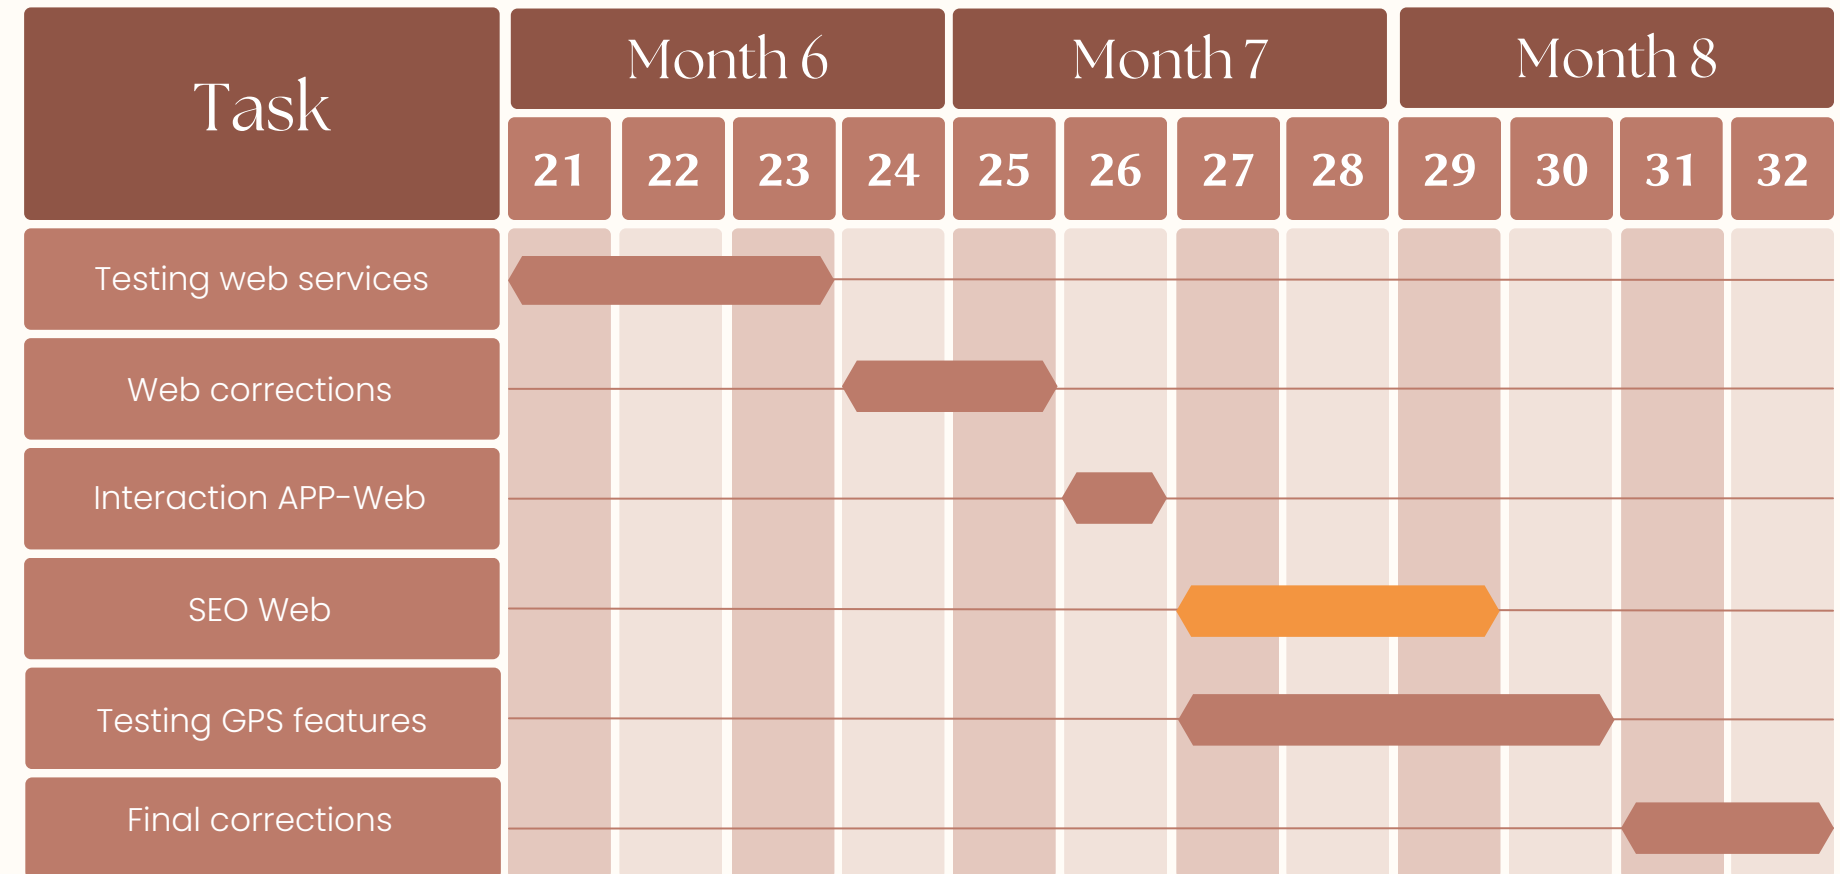 Task
Month 6
Month 7
Month 8
21 22 23 24 25 26 27 28 29 30 31 32
Testing web services
Web corrections
Interaction APP-Web
SEO Web
Testing GPS features
Final corrections